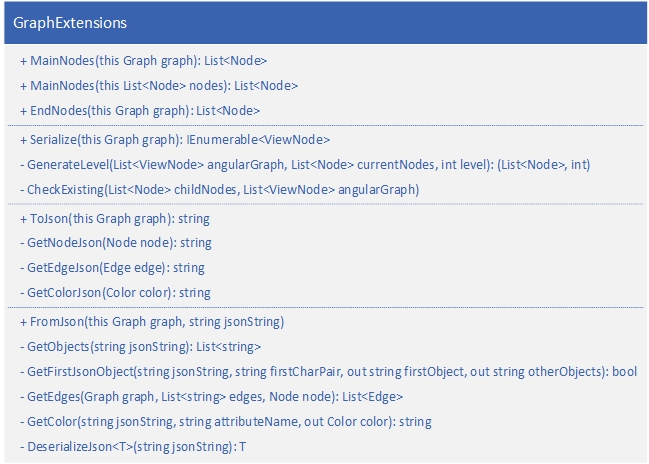 GraphExtensions
+ MainNodes(this Graph graph): List<Node>
+ MainNodes(this List<Node> nodes): List<Node>
+ EndNodes(this Graph graph): List<Node>
+ Serialize(this Graph graph): IEnumerable<ViewNode>
- GenerateLevel(List<ViewNode> angularGraph, List<Node> currentNodes, int level): (List<Node>, int)
- CheckExisting(List<Node> childNodes, List<ViewNode> angularGraph)
+ ToJson(this Graph graph): string
- GetNodeJson(Node node): string
- GetEdgeJson(Edge edge): string
- GetColorJson(Color color): string
+ FromJson(this Graph graph, string jsonString)
- GetObjects(string jsonString): List<string>
- GetFirstJsonObject(string jsonString, string firstCharPair, out string firstObject, out string otherObjects): bool
- GetEdges(Graph graph, List<string> edges, Node node): List<Edge>
- GetColor(string jsonString, string attributeName, out Color color): string
- DeserializeJson<T>(string jsonString): T